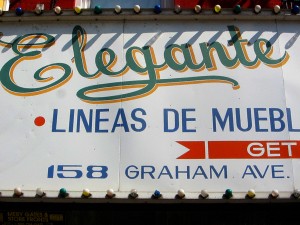 Elegante
• LINEAS DE MUEBL
GET
158 GRAHAM AVE.